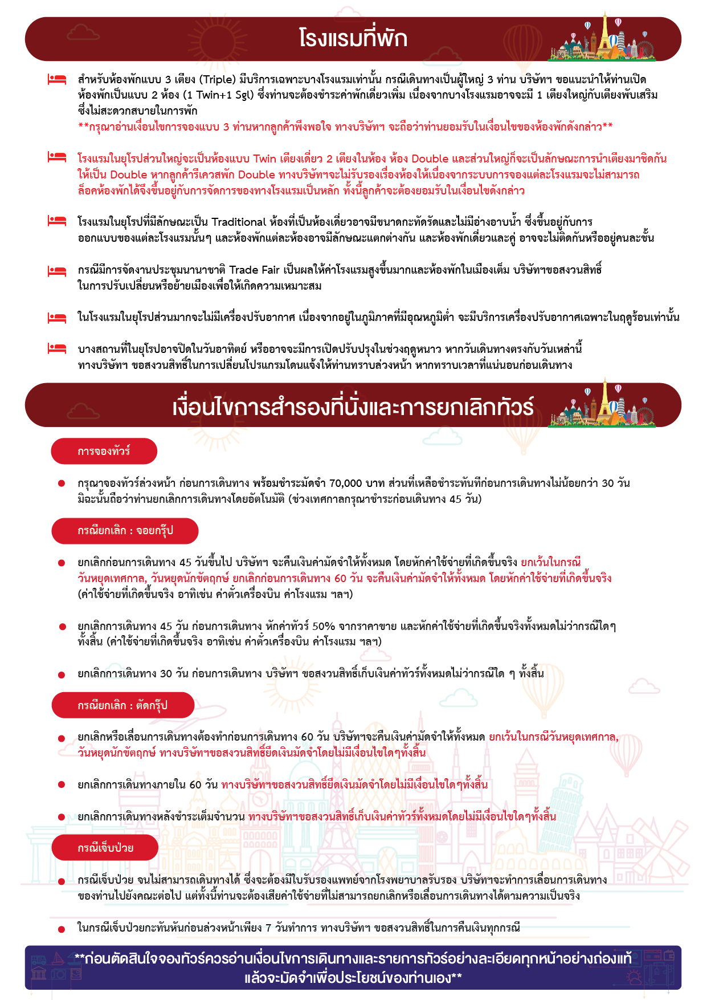 โรงแรมที่พัก
สำหรับห้องพักแบบ 3 เตียง (Triple) มีบริการเฉพาะบางโรงแรมเท่านั้น กรณีเดินทางเป็นผู้ใหญ่ 3 ท่าน บริษัทฯ ขอแนะนำให้ท่านเปิด
ห้องพักเป็นแบบ 2 ห้อง (1 Twin+1 Sgl) ซึ่งท่านจะต้องชำระค่าพักเดี่ยวเพิ่ม เนื่องจากบางโรงแรมอาจจะมี 1 เตียงใหญ่กับเตียงพับเสริม
ซึ่งไม่สะดวกสบายในการพัก
**กรุณาอ่านเงื่อนไขการจองแบบ 3 ท่านหากลูกค้าพึงพอใจ ทางบริษัทฯ จะถือว่าท่านยอมรับในเงื่อนไขของห้องพักดังกล่าว**
โรงแรมในยุโรปส่วนใหญ่จะเป็นห้องแบบ Twin เตียงเดี่ยว 2 เตียงในห้อง ห้อง Double และส่วนใหญ่ก็จะเป็นลักษณะการนำเตียงมาชิดกัน
ให้เป็น Double หากลูกค้ารีเควสพัก Double ทางบริษัทฯจะไม่รับรองเรื่องห้องให้เนื่องจากระบบการจองแต่ละโรงแรมจะไม่สามารถ
ล็อคห้องพักได้จึงขึ้นอยู่กับการจัดการของทางโรงแรมเป็นหลัก ทั้งนี้ลูกค้าจะต้องยอมรับในเงื่อนไขดังกล่าว
โรงแรมในยุโรปที่มีลักษณะเป็น Traditional ห้องที่เป็นห้องเดี่ยวอาจมีขนาดกะทัดรัดและไม่มีอ่างอาบน้ำ ซึ่งขึ้นอยู่กับการ
ออกแบบของแต่ละโรงแรมนั้นๆ และห้องพักแต่ละห้องอาจมีลักษณะแตกต่างกัน และห้องพักเดี่ยวและคู่ อาจจะไม่ติดกันหรืออยู่คนละชั้น
กรณีมีการจัดงานประชุมนานาชาติ Trade Fair เป็นผลให้ค่าโรงแรมสูงขึ้นมากและห้องพักในเมืองเต็ม บริษัทฯขอสงวนสิทธิ์
ในการปรับเปลี่ยนหรือย้ายเมืองเพื่อให้เกิดความเหมาะสม
ในโรงแรมในยุโรปส่วนมากจะไม่มีเครื่องปรับอากาศ เนื่องจากอยู่ในภูมิภาคที่มีอุณหภูมิต่ำ จะมีบริการเครื่องปรับอากาศเฉพาะในฤดูร้อนเท่านั้น
บางสถานที่ในยุโรปอาจปิดในวันอาทิตย์ หรืออาจจะมีการเปิดปรับปรุงในช่วงฤดูหนาว หากวันเดินทางตรงกับวันเหล่านี้
ทางบริษัทฯ ขอสงวนสิทธิ์ในการเปลี่ยนโปรแกรมโดนแจ้งให้ท่านทราบล่วงหน้า หากทราบเวลาที่แน่นอนก่อนเดินทาง
เงื่อนไขการสำรองที่นั่งและการยกเลิกทัวร์
การจองทัวร์
กรุณาจองทัวร์ล่วงหน้า ก่อนการเดินทาง พร้อมชำระมัดจำ 70,000 บาท ส่วนที่เหลือชำระทันทีก่อนการเดินทางไม่น้อยกว่า 30 วัน
มิฉะนั้นถือว่าท่านยกเลิกการเดินทางโดยอัตโนมัติ (ช่วงเทศกาลกรุณาชำระก่อนเดินทาง 45 วัน)
กรณียกเลิก : จอยกรุ๊ป
ยกเลิกก่อนการเดินทาง 45 วันขึ้นไป บริษัทฯ จะคืนเงินค่ามัดจำให้ทั้งหมด โดยหักค่าใช้จ่ายที่เกิดขึ้นจริง ยกเว้นในกรณี
วันหยุดเทศกาล, วันหยุดนักขัตฤกษ์ ยกเลิกก่อนการเดินทาง 60 วัน จะคืนเงินค่ามัดจำให้ทั้งหมด โดยหักค่าใช้จ่ายที่เกิดขึ้นจริง
(ค่าใช้จ่ายที่เกิดขึ้นจริง อาทิเช่น ค่าตั๋วเครื่องบิน ค่าโรงแรม ฯลฯ)
ยกเลิกการเดินทาง 45 วัน ก่อนการเดินทาง หักค่าทัวร์ 50% จากราคาขาย และหักค่าใช้จ่ายที่เกิดขึ้นจริงทั้งหมดไม่ว่ากรณีใดๆ
ทั้งสิ้น (ค่าใช้จ่ายที่เกิดขึ้นจริง อาทิเช่น ค่าตั๋วเครื่องบิน ค่าโรงแรม ฯลฯ)
ยกเลิกการเดินทาง 30 วัน ก่อนการเดินทาง บริษัทฯ ขอสงวนสิทธิ์เก็บเงินค่าทัวร์ทั้งหมดไม่ว่ากรณีใด ๆ ทั้งสิ้น
กรณียกเลิก : ตัดกรุ๊ป
ยกเลิกหรือเลื่อนการเดินทางต้องทำก่อนการเดินทาง 60 วัน บริษัทฯจะคืนเงินค่ามัดจำให้ทั้งหมด ยกเว้นในกรณีวันหยุดเทศกาล,
วันหยุดนักขัตฤกษ์ ทางบริษัทฯขอสงวนสิทธิ์ยึดเงินมัดจำโดยไม่มีเงื่อนไขใดๆทั้งสิ้น
ยกเลิกการเดินทางภายใน 60 วัน ทางบริษัทฯขอสงวนสิทธิ์ยึดเงินมัดจำโดยไม่มีเงื่อนไขใดๆทั้งสิ้น
ยกเลิกการเดินทางหลังชำระเต็มจำนวน ทางบริษัทฯขอสงวนสิทธิ์เก็บเงินค่าทัวร์ทั้งหมดโดยไม่มีเงื่อนไขใดๆทั้งสิ้น
กรณีเจ็บป่วย
กรณีเจ็บป่วย จนไม่สามารถเดินทางได้ ซึ่งจะต้องมีใบรับรองแพทย์จากโรงพยาบาลรับรอง บริษัทฯจะทำการเลื่อนการเดินทาง
ของท่านไปยังคณะต่อไป แต่ทั้งนี้ท่านจะต้องเสียค่าใช้จ่ายที่ไม่สามารถยกเลิกหรือเลื่อนการเดินทางได้ตามความเป็นจริง
ในกรณีเจ็บป่วยกะทันหันก่อนล่วงหน้าเพียง 7 วันทำการ ทางบริษัทฯ ขอสงวนสิทธิ์ในการคืนเงินทุกกรณี
**ก่อนตัดสินใจจองทัวร์ควรอ่านเงื่อนไขการเดินทางและรายการทัวร์อย่างละเอียดทุกหน้าอย่างถ่องแท้
แล้วจะมัดจำเพื่อประโยชน์ของท่านเอง**